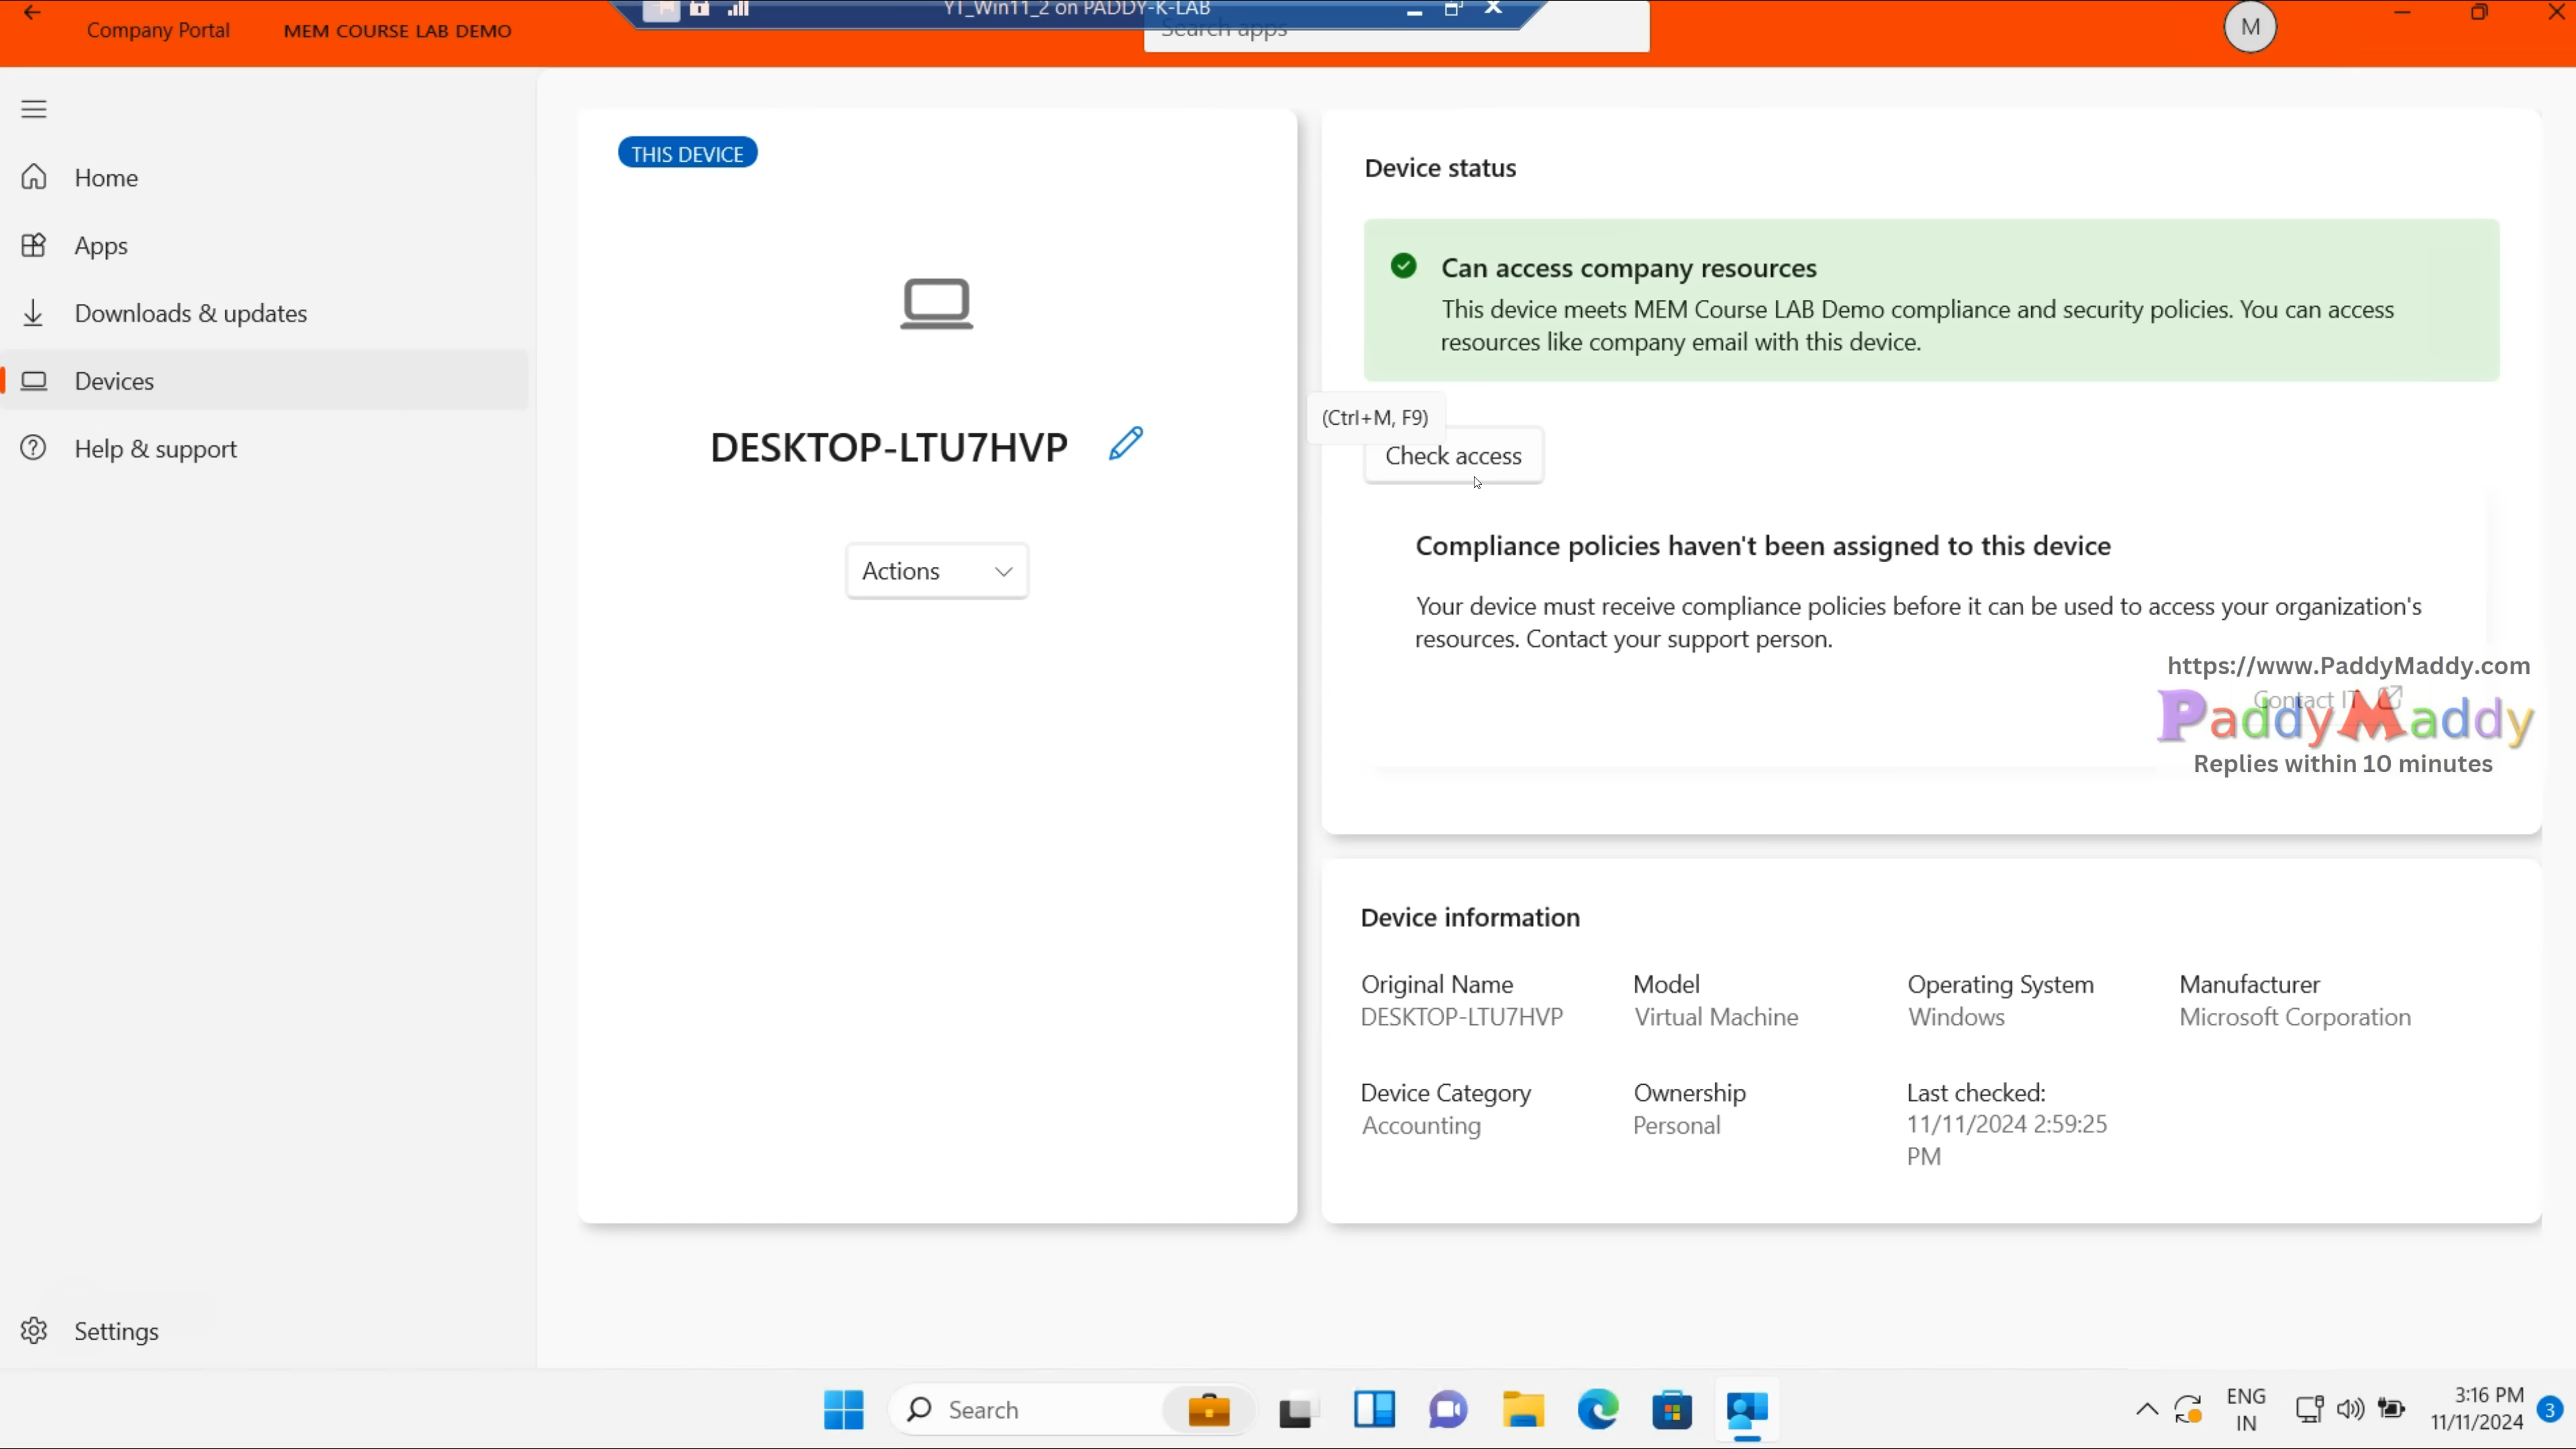 Company Portal
MEM COURSE LAB DEMO
YT_Win11_2 on PADDY-K-LAB
Search apps
M
Home
Apps
Downloads & updates
Devices
Help & support
Settings
THIS DEVICE
DESKTOP-LTU7HVP
Actions
Device status
Can access company resources
This device meets MEM Course LAB Demo compliance and security policies. You can access
resources like company email with this device.
(Ctrl+M, F9)
Check access
Compliance policies haven't been assigned to this device
Your device must receive compliance policies before it can be used to access your organization's
resources. Contact your support person.
https://www.PaddyMaddy.com
Contact IT
PaddyMaddy
Replies within 10 minutes
Device information
Original Name
DESKTOP-LTU7HVP
Model
Virtual Machine
Operating System
Windows
Manufacturer
Microsoft Corporation
Device Category
Accounting
Ownership
Personal
Last checked:
11/11/2024 2:59:25
PM
Search
ENG
IN
3:16 PM
11/11/2024
3